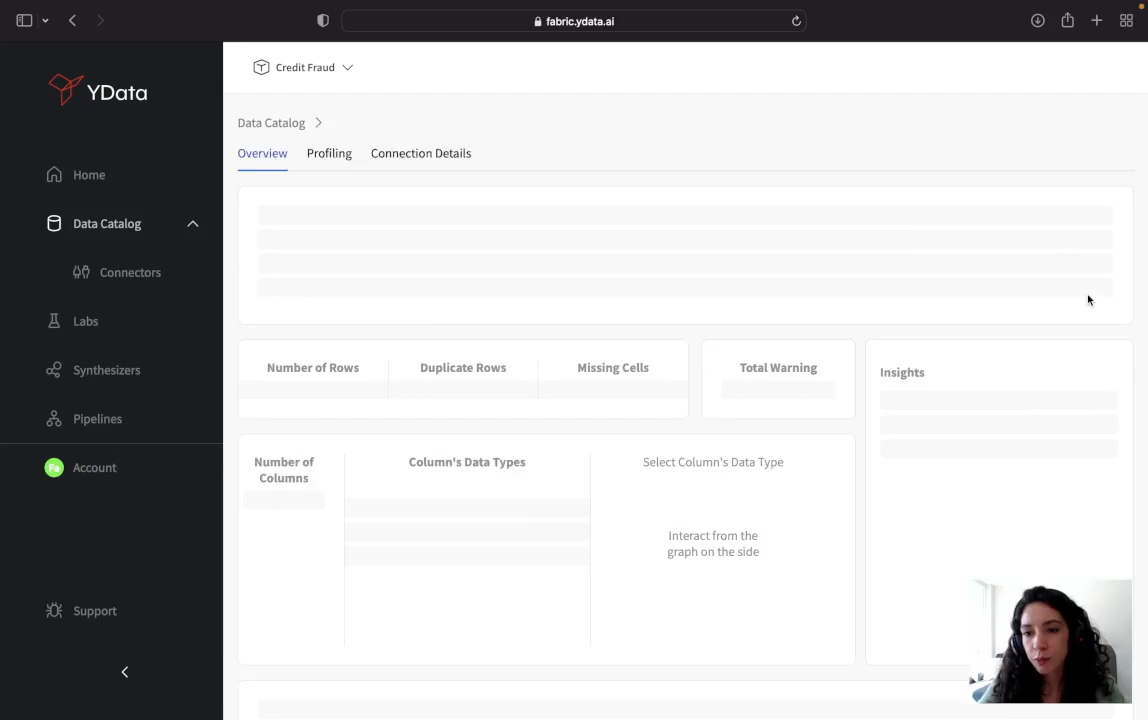 fabric.ydata.ai
YData
Home
Data Catalog
Connectors
Labs
Synthesizers
Pipelines
Fa
Account
Support
Credit Fraud
Data Catalog
Overview
Profiling
Connection Details
Number of Rows
Duplicate Rows
Missing Cells
Total Warning
Insights
Number of
Columns
Column's Data Types
Select Column's Data Type
Interact from the
graph on the side